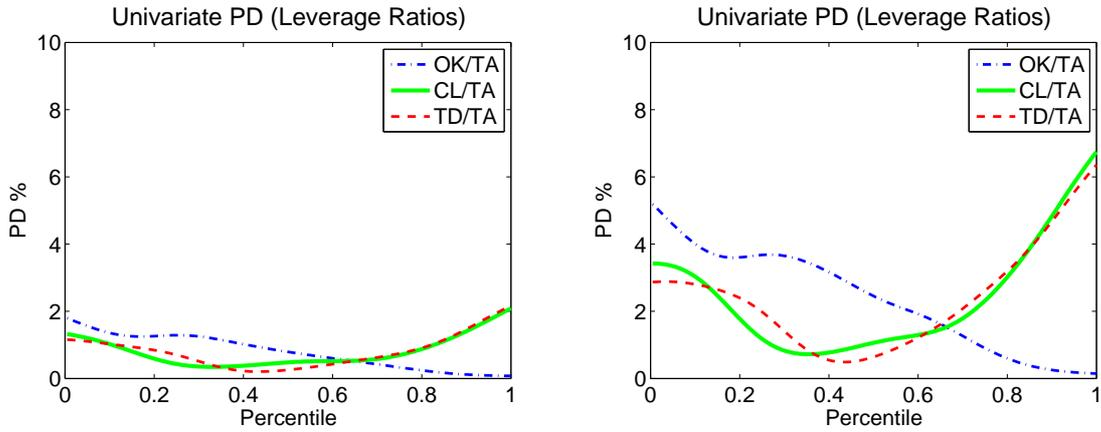 Univariate PD (Leverage Ratios)
10
8
6
4
2
0
PD %
OK/TA
CL/TA
TD/TA
0 0.2 0.4 0.6 0.8 1
Percentile
Univariate PD (Leverage Ratios)
10
8
6
4
2
0
PD %
OK/TA
CL/TA
TD/TA
0 0.2 0.4 0.6 0.8 1
Percentile